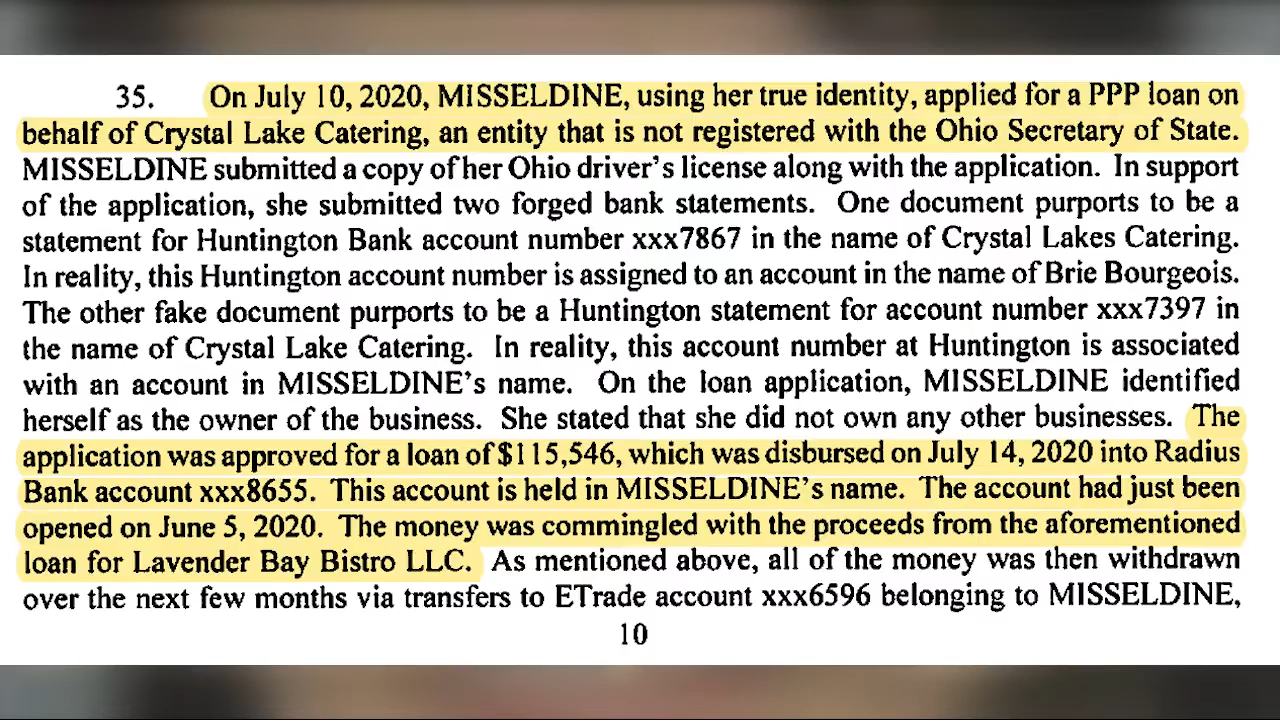 35. On July 10, 2020, MISSELDINE, using her true identity, applied for a PPP loan on
behalf of Crystal Lake Catering, an entity that is not registered with the Ohio Secretary of State.
MISSELDINE submitted a copy of her Ohio driver's license along with the application. In support
of the application, she submitted two forged bank statements. One document purports to be a
statement for Huntington Bank account number xxx7867 in the name of Crystal Lakes Catering.
In reality, this Huntington account number is assigned to an account in the name of Brie Bourgeois.
The other fake document purports to be a Huntington statement for account number xxx7397 in
the name of Crystal Lake Catering. In reality, this account number at Huntington is associated
with an account in MISSELDINE's name. On the loan application, MISSELDINE identified
herself as the owner of the business. She stated that she did not own any other businesses. The
application was approved for a loan of $115,546, which was disbursed on July 14, 2020 into Radius
Bank account xxx8655. This account is held in MISSELDINE's name. The account had just been
opened on June 5, 2020. The money was commingled with the proceeds from the aforementioned
loan for Lavender Bay Bistro LLC. As mentioned above, all of the money was then withdrawn
over the next few months via transfers to ETrade account xxx6596 belonging to MISSELDINE,
10